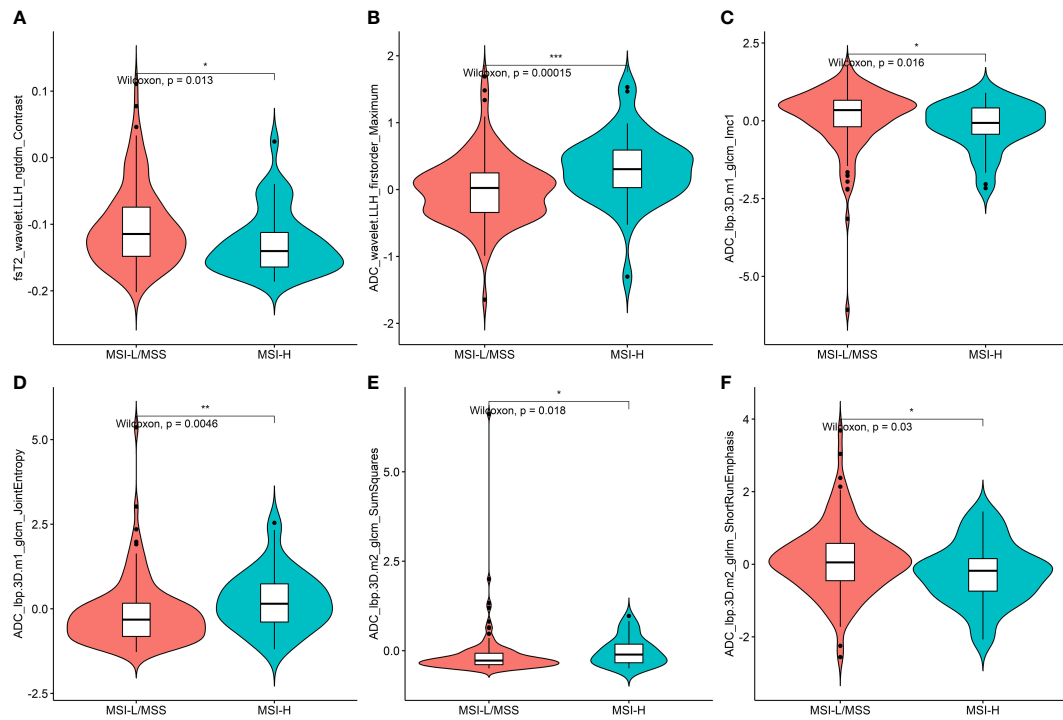 A
fsT2_wavelet.LLH_ngtdm_Contrast
0.1
0.0
-0.1
-0.2
*
Wilcoxon, p = 0.013
MSI-L/MSS
MSI-H
B
ADC_wavelet.LLH_firstorder_Maximum
2
1
0
-1
-2
***
Wilcoxon, p = 0.00015
MSI-L/MSS
MSI-H
C
ADC_lbp.3D.m1_glcm_Imc1
2.5
0.0
-2.5
-5.0
*
Wilcoxon, p = 0.016
MSI-L/MSS
MSI-H
D
ADC_lbp.3D.m1_glcm_JointEntropy
5.0
2.5
0.0
-2.5
**
Wilcoxon, p = 0.0046
MSI-L/MSS
MSI-H
E
ADC_lbp.3D.m2_glcm_SumSquares
5.0
2.5
0.0
*
Wilcoxon, p = 0.018
MSI-L/MSS
MSI-H
F
ADC_lbp.3D.m2_glrlm_ShortRunEmphasis
4
2
0
-2
*
Wilcoxon, p = 0.03
MSI-L/MSS
MSI-H